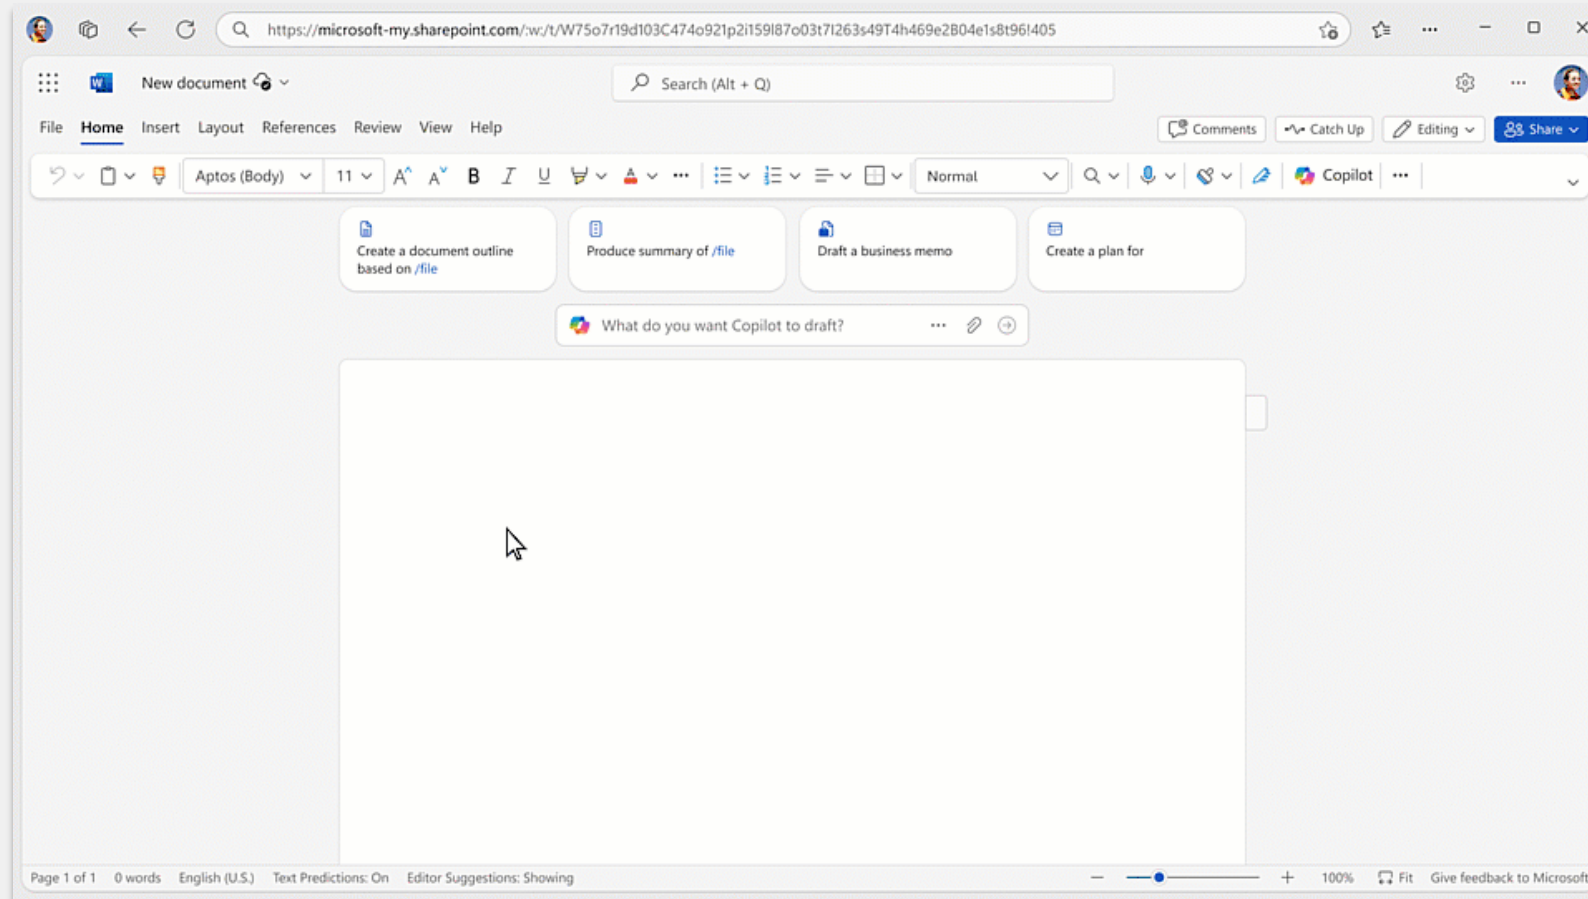 https://microsoft-my.sharepoint.com/:w:/t/W75o7r19d103C474o921p2i159l87o03t7l263s49T4h469e2B04e1s8t96!405
New document
Search (Alt + Q)
File Home Insert Layout References Review View Help
Comments Catch Up Editing Share
Aptos (Body) 11 A A B I U A Normal Copilot
Create a document outline
based on /file
Produce summary of /file
Draft a business memo
Create a plan for
What do you want Copilot to draft?
Page 1 of 1 0 words English (U.S.) Text Predictions: On Editor Suggestions: Showing 100% Fit Give feedback to Microsoft